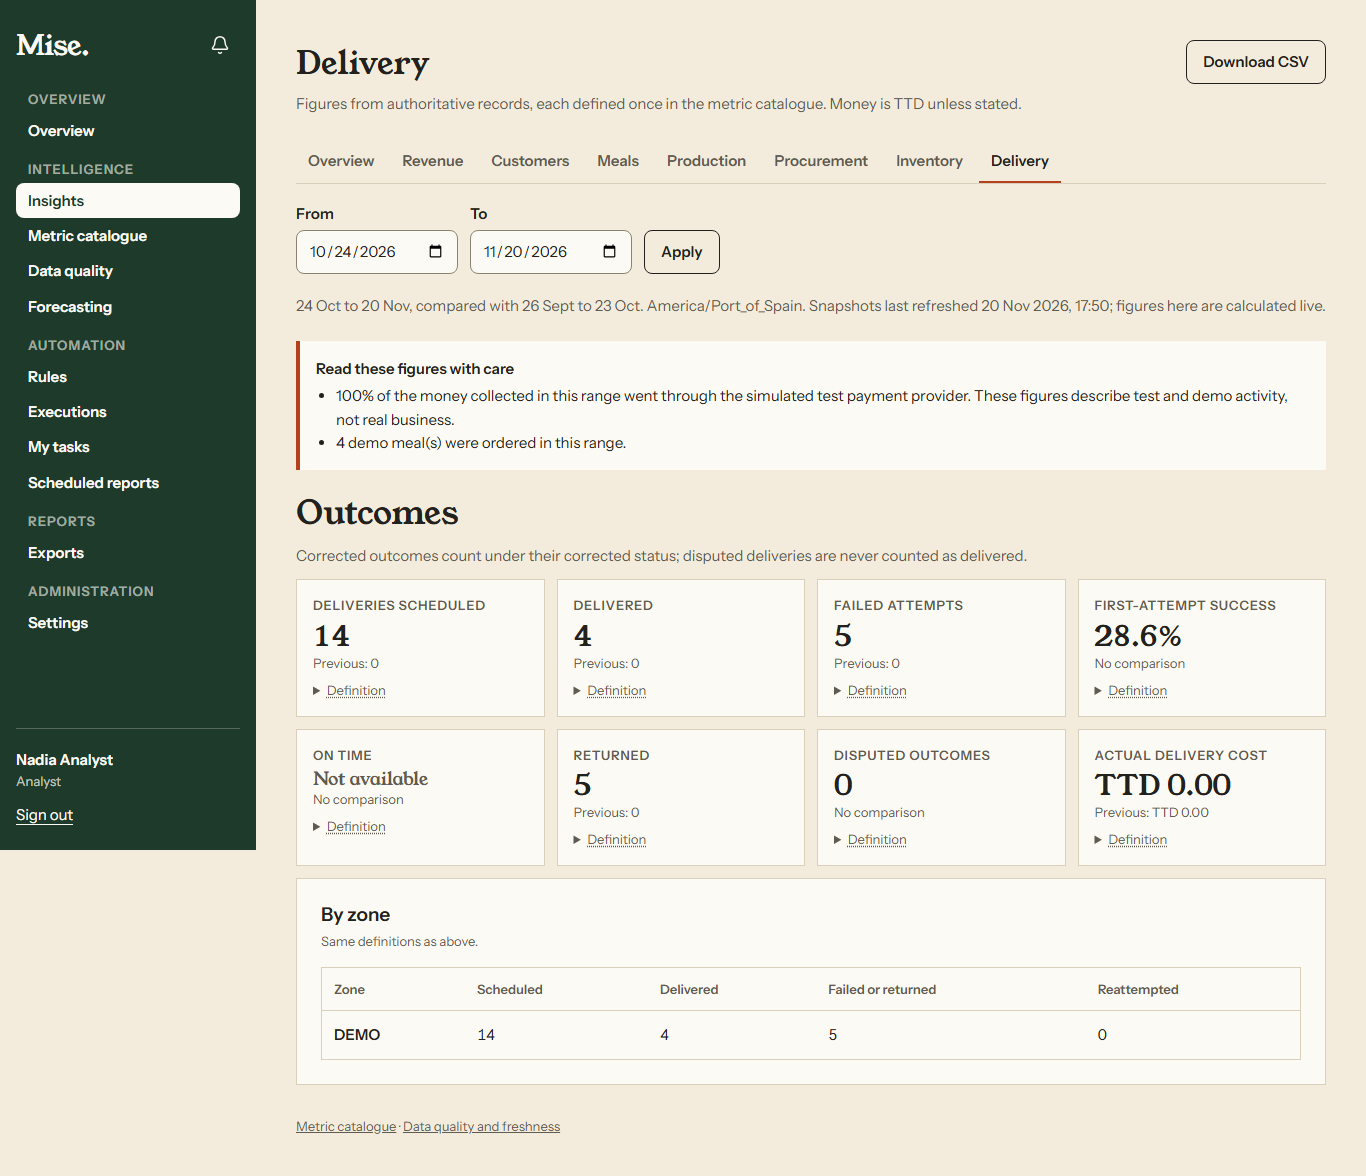 Mise.
OVERVIEW
Overview
INTELLIGENCE
Insights
Metric catalogue
Data quality
Forecasting
AUTOMATION
Rules
Executions
My tasks
Scheduled reports
REPORTS
Exports
ADMINISTRATION
Settings
Nadia Analyst
Analyst
Sign out
Delivery
Download CSV
Figures from authoritative records, each defined once in the metric catalogue. Money is TTD unless stated.
Overview Revenue Customers Meals Production Procurement Inventory Delivery
From To
10/24/2026 11/20/2026 Apply
24 Oct to 20 Nov, compared with 26 Sept to 23 Oct. America/Port_of_Spain. Snapshots last refreshed 20 Nov 2026, 17:50; figures here are calculated live.
Read these figures with care
• 100% of the money collected in this range went through the simulated test payment provider. These figures describe test and demo activity,
not real business.
• 4 demo meal(s) were ordered in this range.
Outcomes
Corrected outcomes count under their corrected status; disputed deliveries are never counted as delivered.
DELIVERIES SCHEDULED
14
Previous: 0
Definition
DELIVERED
4
Previous: 0
Definition
FAILED ATTEMPTS
5
Previous: 0
Definition
FIRST-ATTEMPT SUCCESS
28.6%
No comparison
Definition
ON TIME
Not available
No comparison
Definition
RETURNED
5
Previous: 0
Definition
DISPUTED OUTCOMES
0
No comparison
Definition
ACTUAL DELIVERY COST
TTD 0.00
Previous: TTD 0.00
Definition
By zone
Same definitions as above.
Zone Scheduled Delivered Failed or returned Reattempted
DEMO 14 4 5 0
Metric catalogue · Data quality and freshness